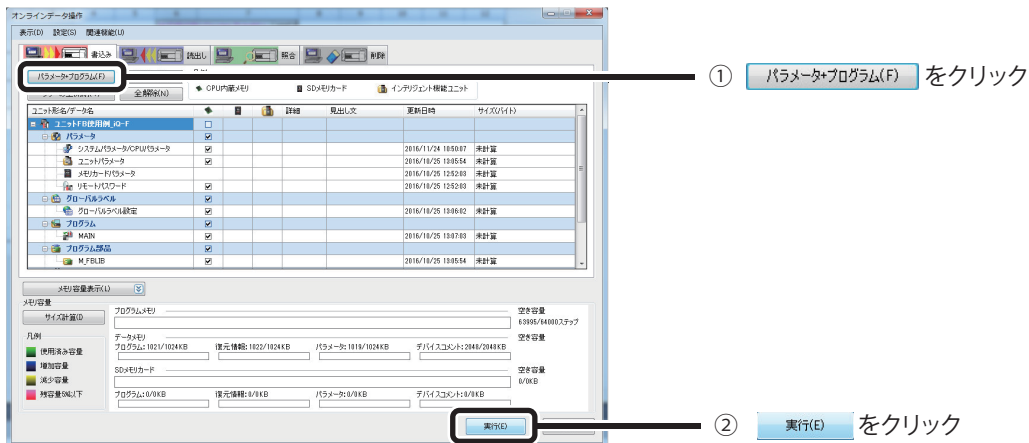 オンラインデータ操作
表示(D) 設定(S) 関連機能(U)
書込み 読出し 照合 削除
パラメータ+プログラム(F)
① パラメータ+プログラム(F) をクリック
全解除(N)
CPU内蔵メモリ SDメモリカード インテリジェント機能ユニット
ユニット形名/データ名 詳細 見出し文 更新日時 サイズ(バイト)
ユニットFB使用例_iQ-F
パラメータ
システムパラメータ/CPUパラメータ 2016/11/24 10:50:07 未計算
ユニットパラメータ 2016/10/25 13:05:54 未計算
メモリカードパラメータ 2016/10/25 12:52:03 未計算
リモートパスワード 2016/10/25 12:52:03 未計算
グローバルラベル
グローバルラベル設定 2016/10/25 13:06:02 未計算
プログラム
MAIN 2016/10/25 13:07:03 未計算
プログラム部品
M_FBLIB 2016/10/25 13:05:54 未計算
メモリ容量表示(L)
メモリ容量
サイズ計算(I)
プログラムメモリ 空き容量
63995/64000ステップ
凡例
使用済み容量
増加容量
減少容量
残容量5%以下
データメモリ 空き容量
プログラム:1021/1024KB 復元情報:1022/1024KB パラメータ:1019/1024KB デバイスコメント:2048/2048KB
SDメモリカード 空き容量
0/0KB
プログラム:0/0KB 復元情報:0/0KB パラメータ:0/0KB デバイスコメント:0/0KB
実行(E)
② 実行(E) をクリック